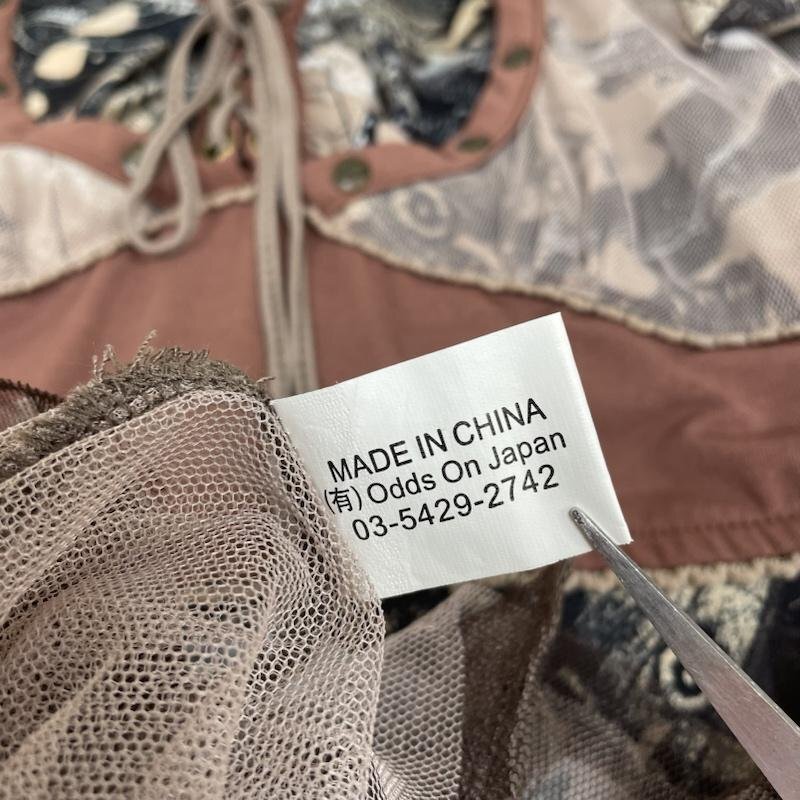 MADE IN CHINA
(有) Odds On Japan
03-5429-2742